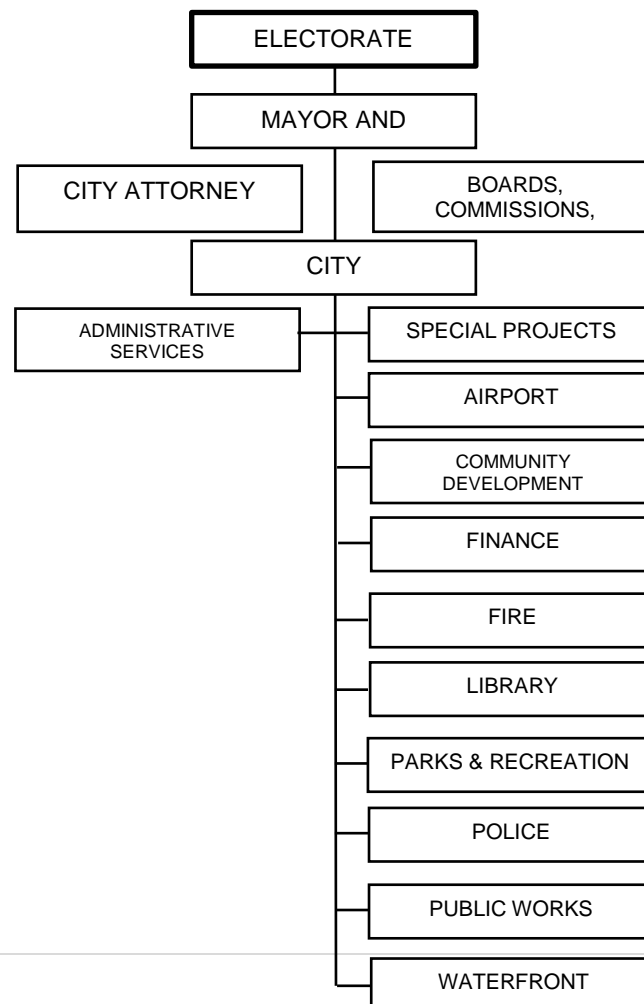 ELECTORATE
MAYOR AND
CITY ATTORNEY
BOARDS,
COMMISSIONS,
CITY
ADMINISTRATIVE
SERVICES
SPECIAL PROJECTS
AIRPORT
COMMUNITY
DEVELOPMENT
FINANCE
FIRE
LIBRARY
PARKS & RECREATION
POLICE
PUBLIC WORKS
WATERFRONT